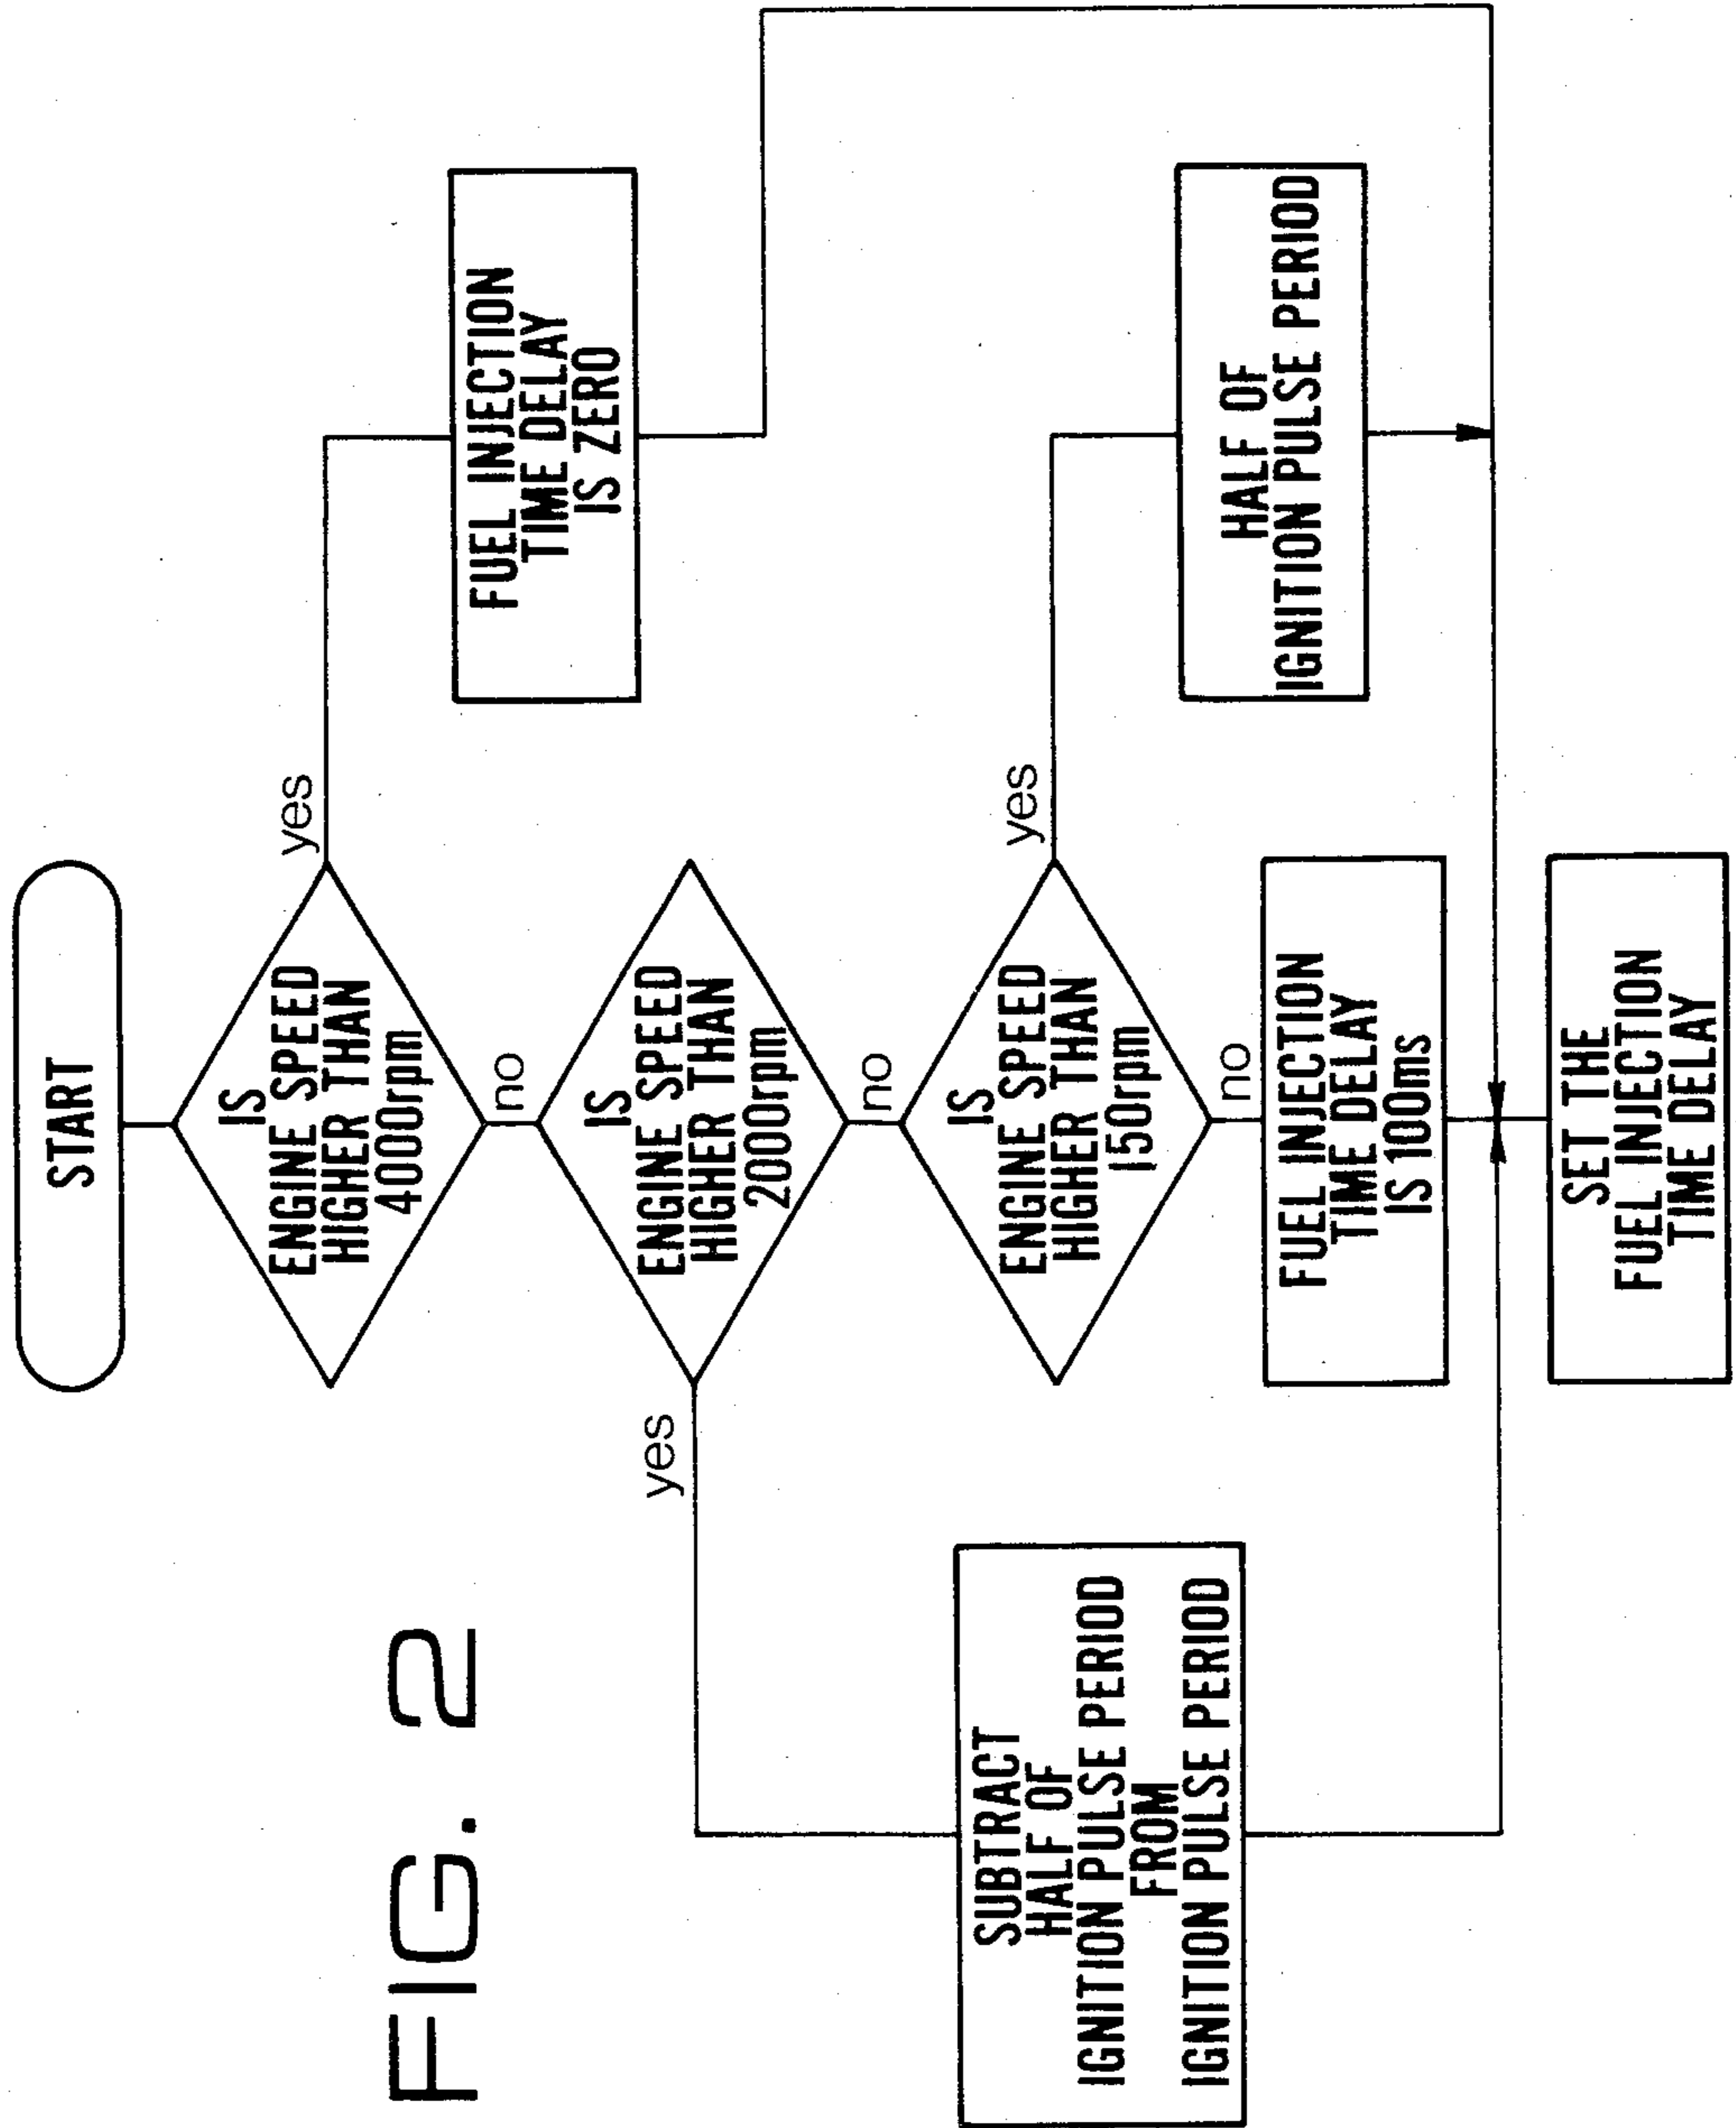 FIG. 2
START
IS
ENGINE SPEED
HIGHER THAN
4000rpm
yes
no
FUEL INJECTION
TIME DELAY
IS ZERO
IS
ENGINE SPEED
HIGHER THAN
2000rpm
yes
no
SUBTRACT
HALF OF
IGNITION PULSE PERIOD
FROM
IGNITION PULSE PERIOD
IS
ENGINE SPEED
HIGHER THAN
150rpm
yes
no
HALF OF
IGNITION PULSE PERIOD
FUEL INJECTION
TIME DELAY
IS 100ms
SET THE
FUEL INJECTION
TIME DELAY